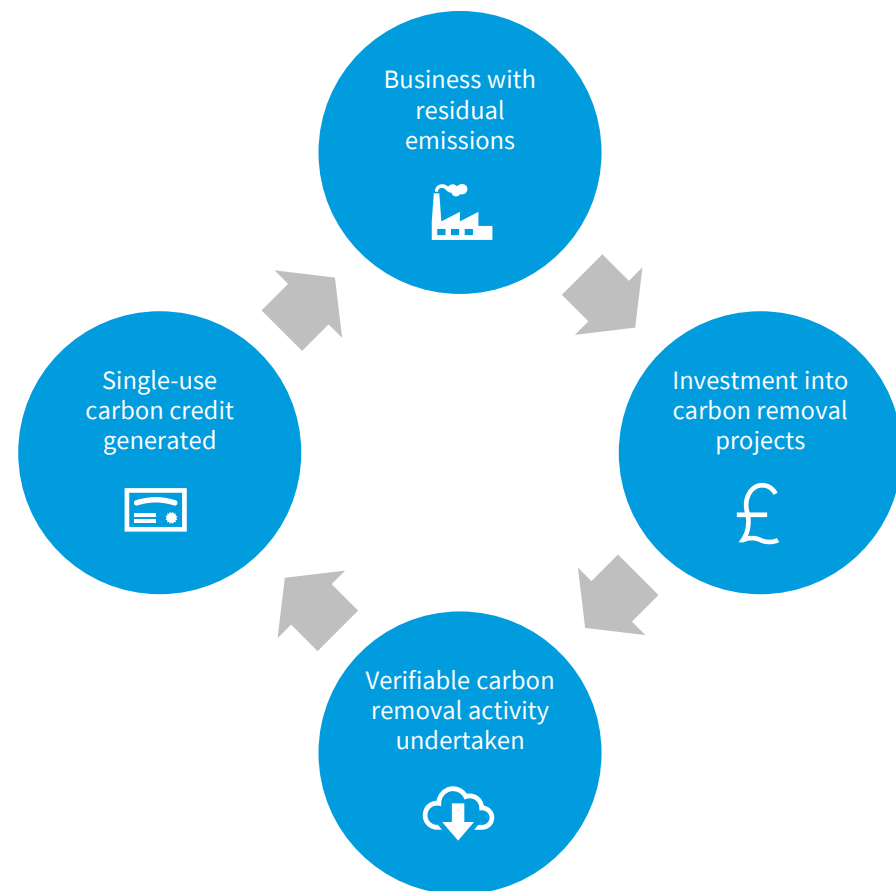 Business with
residual
emissions
Investment into
carbon removal
projects
£
Verifiable carbon
removal activity
undertaken
Single-use
carbon credit
generated